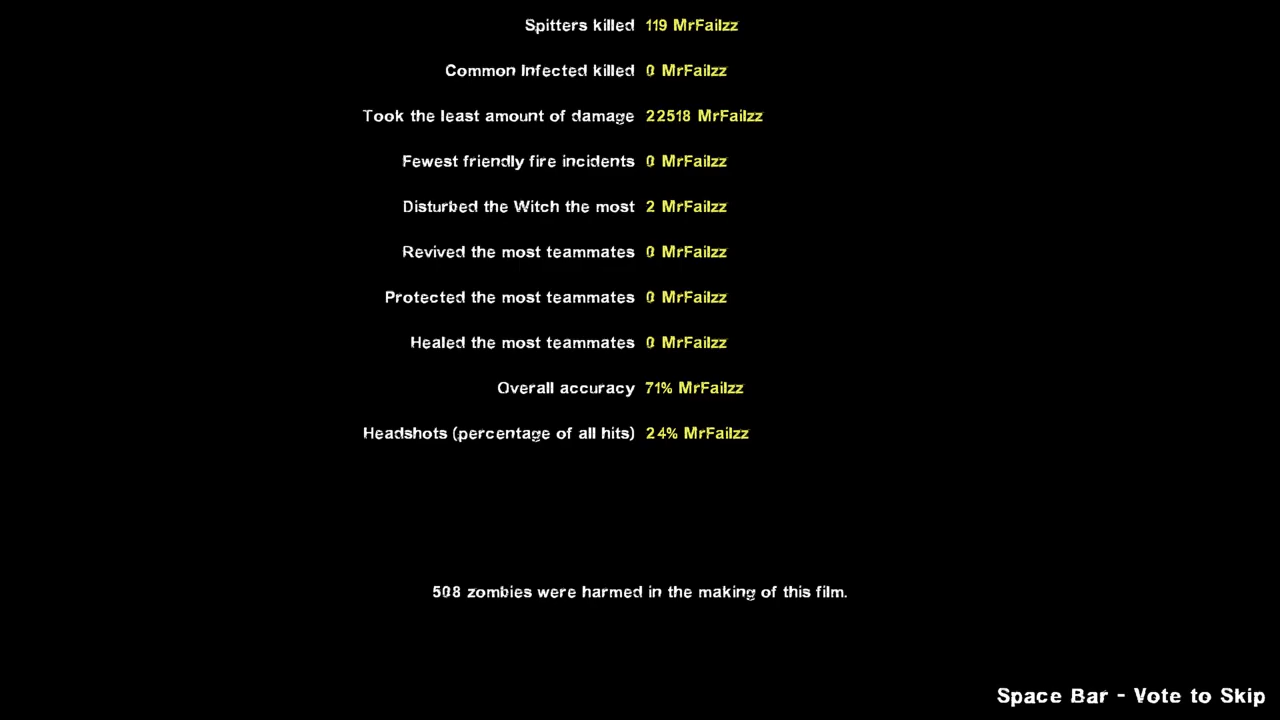 Spitters killed 119 MrFailzz
Common Infected killed 0 MrFailzz
Took the least amount of damage 22518 MrFailzz
Fewest friendly fire incidents 0 MrFailzz
Disturbed the Witch the most 2 MrFailzz
Revived the most teammates 0 MrFailzz
Protected the most teammates 0 MrFailzz
Healed the most teammates 0 MrFailzz
Overall accuracy 71% MrFailzz
Headshots (percentage of all hits) 24% MrFailzz
508 zombies were harmed in the making of this film.
Space Bar - Vote to Skip